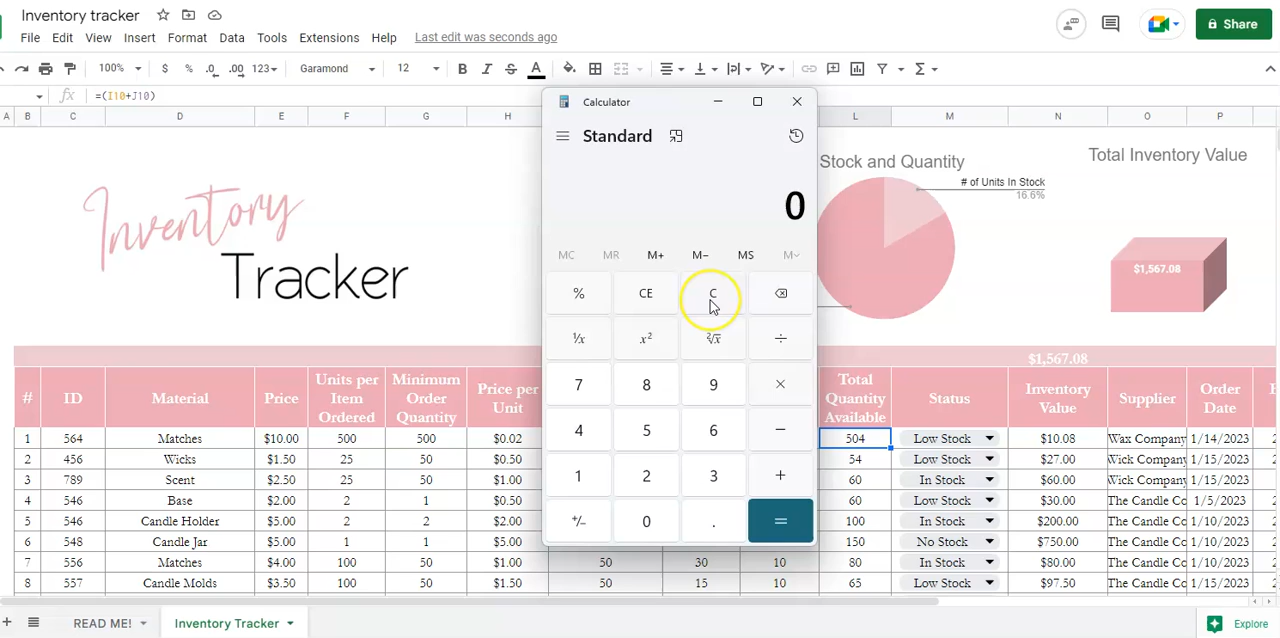 Inventory tracker
Share
File Edit View Insert Format Data Tools Extensions Help Last edit was seconds ago
100% $ % .0 .00 123 Garamond 12 B I S A
fx =(I10+J10)
A B C D E F G H L M N O P
Calculator
Standard
0
MC MR M+ M− MS M
% CE C
⅟x x² ²√x ÷
7 8 9 ×
4 5 6 −
1 2 3 +
+/− 0 . =
Inventory
Tracker
Stock and Quantity
# of Units In Stock
16.6%
Total Inventory Value
$1,567.08
$1,567.08
# ID Material Price Units per Item Ordered Minimum Order Quantity Price per Unit Total Quantity Available Status Inventory Value Supplier Order Date
1 564 Matches $10.00 500 500 $0.02 504 Low Stock $10.08 Wax Company 1/14/2023
2 456 Wicks $1.50 25 50 $0.50 54 Low Stock $27.00 Wick Company 1/15/2023
3 789 Scent $2.50 25 50 $1.00 60 In Stock $60.00 Wick Company 1/15/2023
4 546 Base $2.00 2 1 $0.50 60 Low Stock $30.00 The Candle Co 1/5/2023
5 546 Candle Holder $5.00 2 2 $2.00 100 In Stock $200.00 The Candle Co 1/10/2023
6 548 Candle Jar $5.00 1 1 $5.00 150 No Stock $750.00 The Candle Co 1/10/2023
7 556 Matches $4.00 100 50 $1.00 50 30 10 80 In Stock $80.00 The Candle Co 1/10/2023
8 557 Candle Molds $3.50 100 50 $1.50 50 15 10 65 Low Stock $97.50 The Candle Co 1/15/2023
READ ME! Inventory Tracker Explore